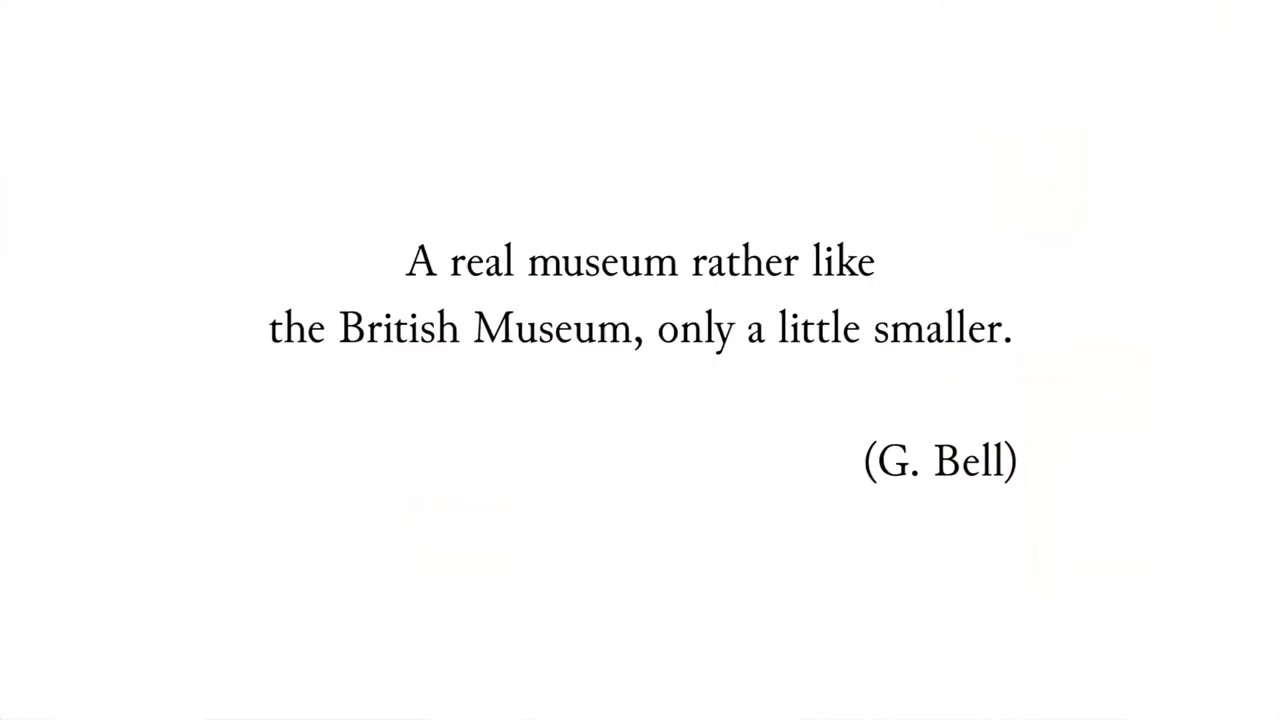 A real museum rather like
the British Museum, only a little smaller.
(G. Bell)